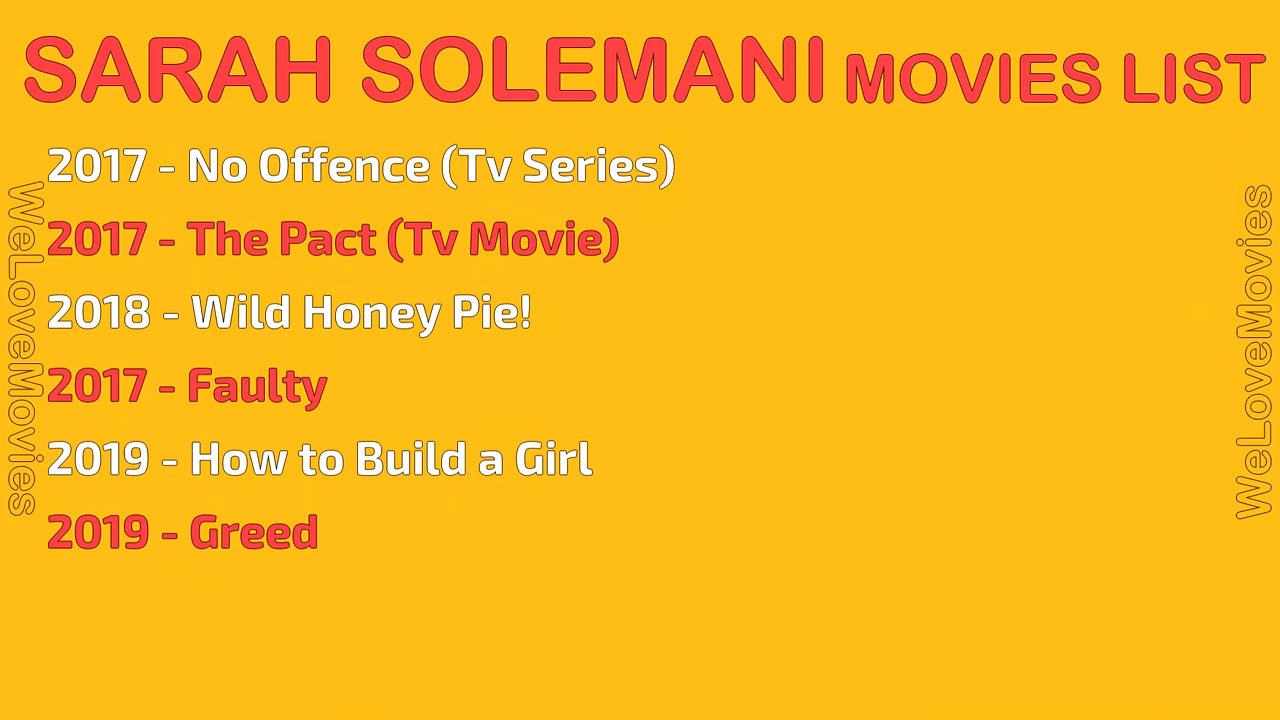 SARAH SOLEMANI MOVIES LIST
2017 - No Offence (Tv Series)
2017 - The Pact (Tv Movie)
2018 - Wild Honey Pie!
2017 - Faulty
2019 - How to Build a Girl
2019 - Greed
WeLoveMovies
WeLoveMovies